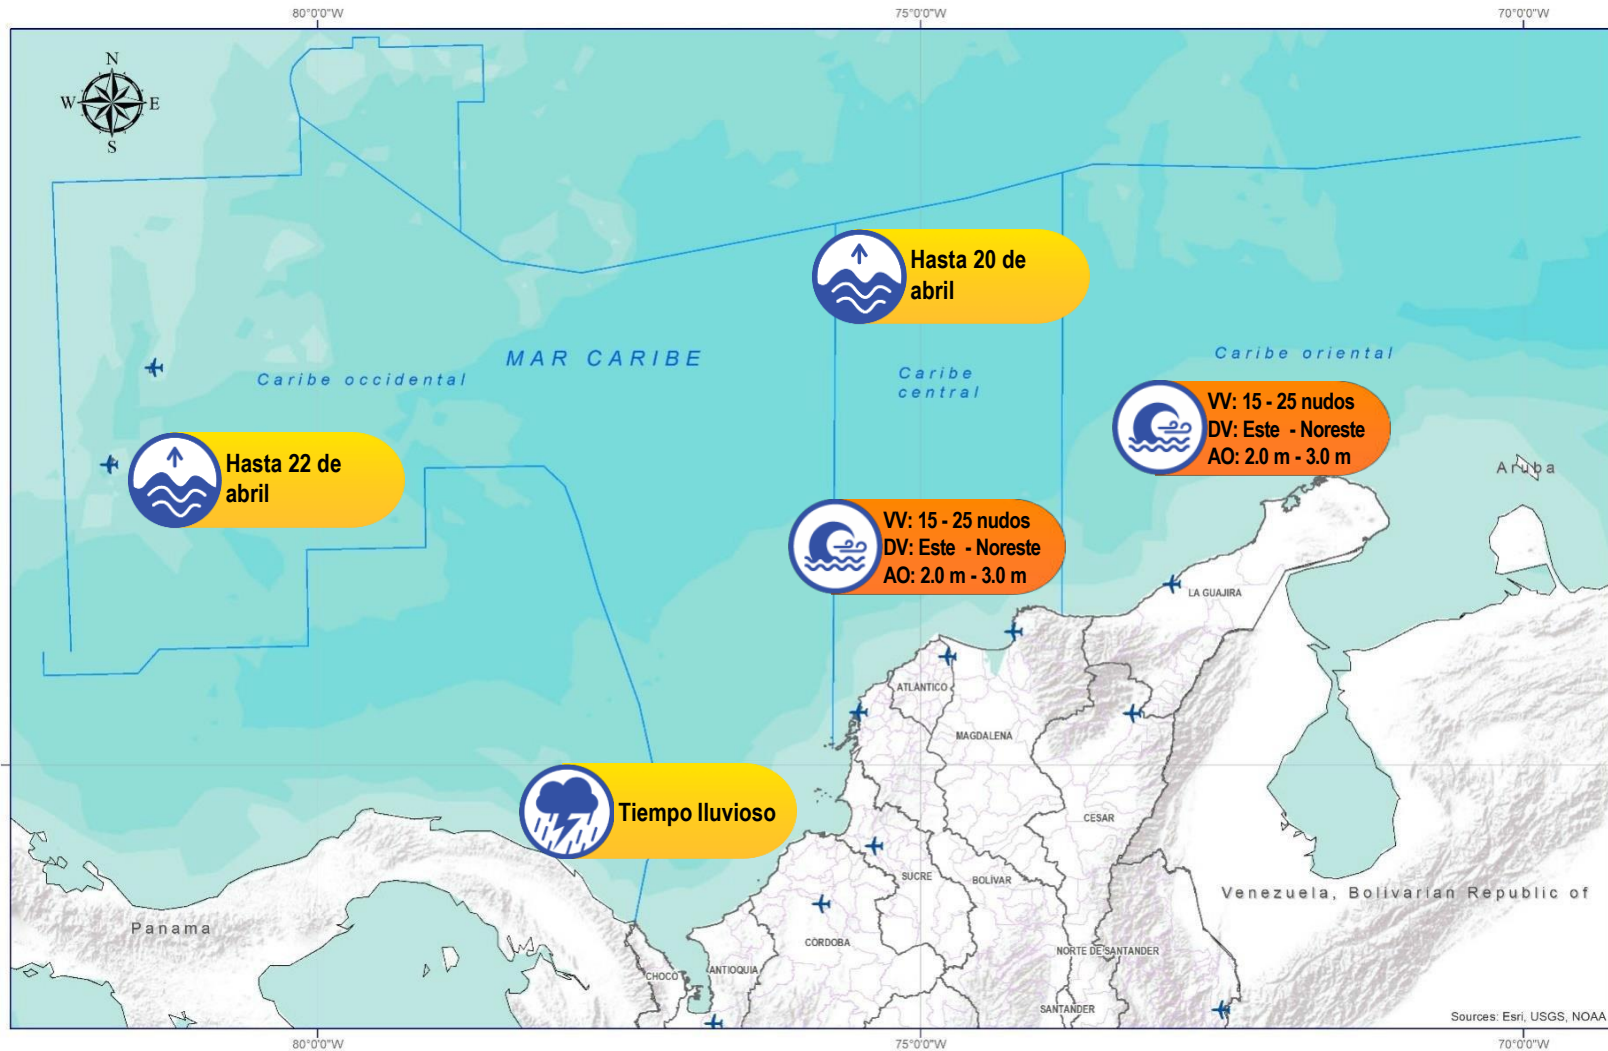 80°0'0"W
75°0'0"W
70°0'0"W
N
W
E
S
Hasta 20 de
abril
MAR CARIBE
Caribe occidental
Caribe
central
Caribe oriental
VV: 15 - 25 nudos
DV: Este - Noreste
AO: 2.0 m - 3.0 m
Aruba
Hasta 22 de
abril
VV: 15 - 25 nudos
DV: Este - Noreste
AO: 2.0 m - 3.0 m
LA GUAJIRA
ATLÁNTICO
MAGDALENA
Tiempo lluvioso
CESAR
SUCRE
BOLÍVAR
Venezuela, Bolivarian Republic of
Panama
CÓRDOBA
NORTE DE SANTANDER
CHOCÓ
ANTIOQUIA
SANTANDER
Sources: Esri, USGS, NOAA
80°0'0"W
75°0'0"W
70°0'0"W